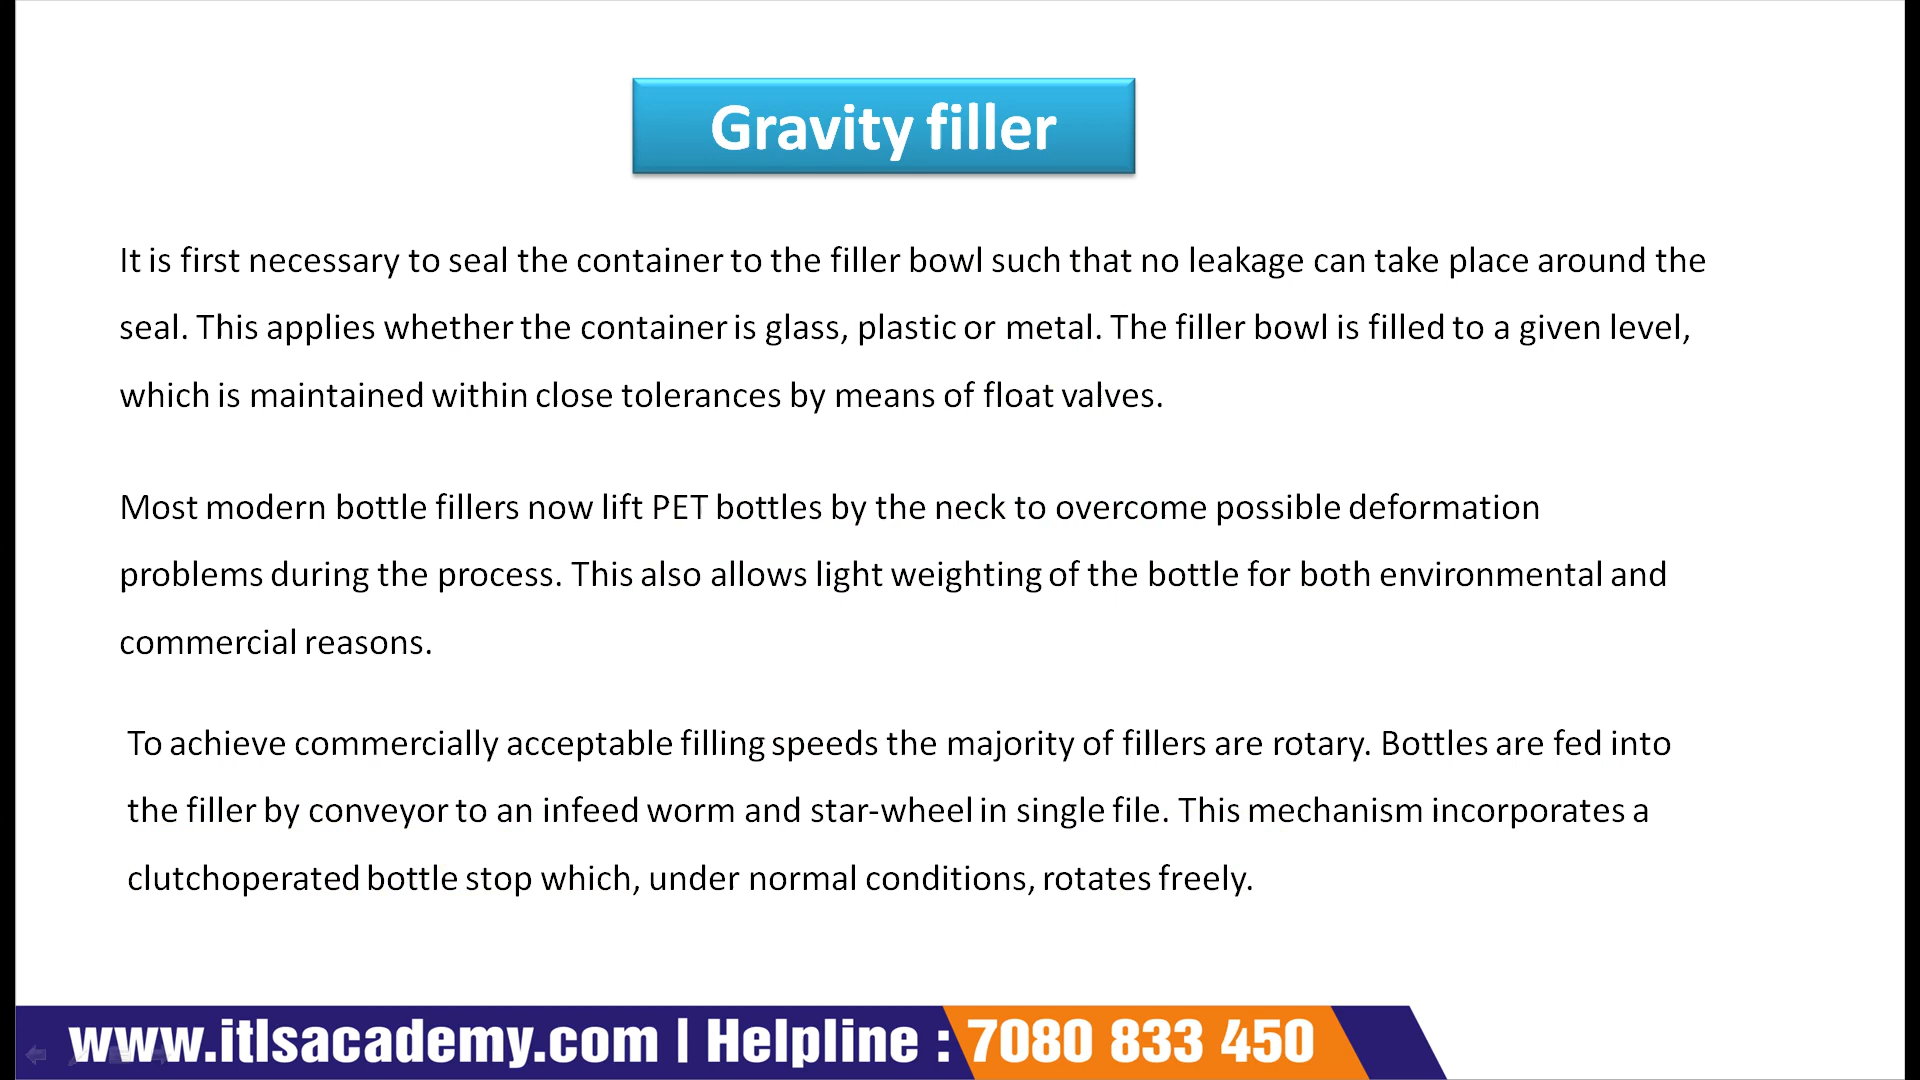 Gravity filler
It is first necessary to seal the container to the filler bowl such that no leakage can take place around the
seal. This applies whether the container is glass, plastic or metal. The filler bowl is filled to a given level,
which is maintained within close tolerances by means of float valves.
Most modern bottle fillers now lift PET bottles by the neck to overcome possible deformation
problems during the process. This also allows light weighting of the bottle for both environmental and
commercial reasons.
To achieve commercially acceptable filling speeds the majority of fillers are rotary. Bottles are fed into
the filler by conveyor to an infeed worm and star-wheel in single file. This mechanism incorporates a
clutchoperated bottle stop which, under normal conditions, rotates freely.
www.itlsacademy.com | Helpline : 7080 833 450